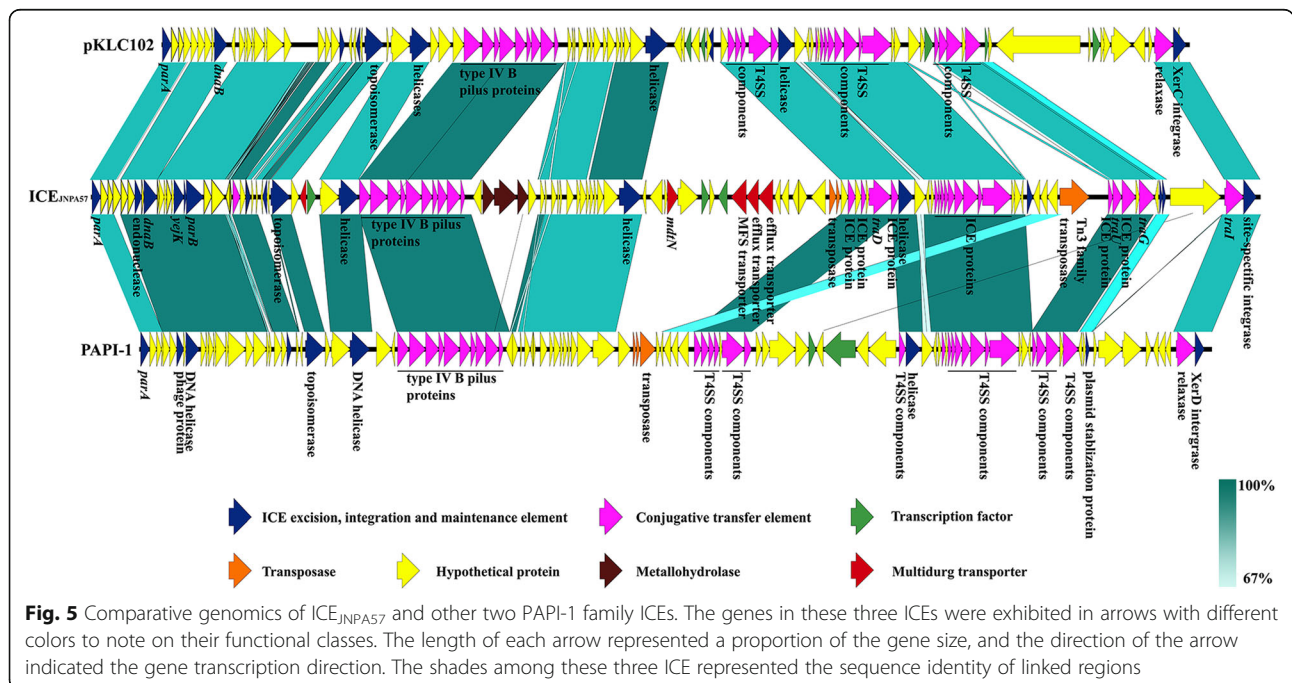 pKLC102
parA
dnaB
topoisomerase
helicases
type IV B
pilus proteins
helicase
T4SS
components
helicase
T4SS
components
T4SS
components
relaxase
XerC integrase
ICEJNPA57
parA
endonuclease
dnaB
yejK
parB
topoisomerase
helicase
type IV B pilus
proteins
helicase
mdtN
MFS transporter
efflux transporter
efflux transporter
transposase
ICE protein
ICE protein
traD
ICE protein
helicase
ICE proteins
Tn3 family
transposase
traU
ICE protein
ICE protein
traG
traI
site-specific integrase
PAPI-1
parA
phage protein
DNA helicase
topoisomerase
DNA helicase
type IV B pilus
proteins
transposase
T4SS components
T4SS components
T4SS components
helicase
T4SS components
T4SS components
T4SS components
plasmid stablization protein
relaxase
XerD intergrase
ICE excision, integration and maintenance element
Conjugative transfer element
Transcription factor
Transposase
Hypothetical protein
Metallohydrolase
Multidurg transporter
100%
67%
Fig. 5 Comparative genomics of ICEJNPA57 and other two PAPI-1 family ICEs. The genes in these three ICEs were exhibited in arrows with different
colors to note on their functional classes. The length of each arrow represented a proportion of the gene size, and the direction of the arrow
indicated the gene transcription direction. The shades among these three ICE represented the sequence identity of linked regions